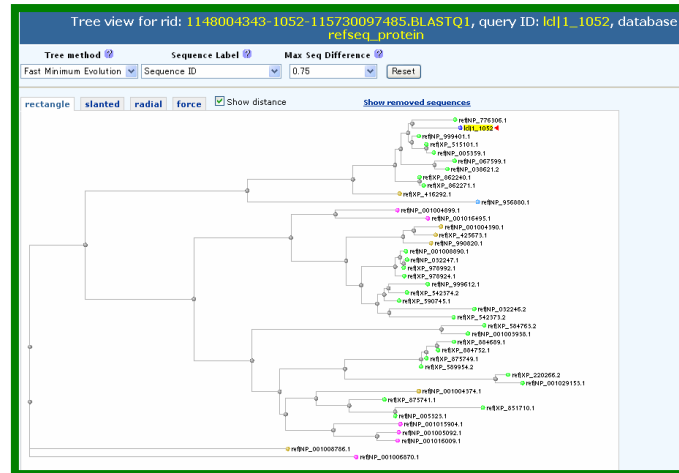 Tree view for rid: 1148004343-1052-115730097485.BLASTQ1, query ID: lcl|1_1052, database
refseq_protein
Tree method Sequence Label Max Seq Difference
Fast Minimum Evolution Sequence ID 0.75 Reset
rectangle slanted radial force Show distance Show removed sequences
ref|NP_776306.1
lcl|1_1052
ref|NP_999401.1
ref|XP_515101.1
ref|NP_005359.1
ref|NP_067599.1
ref|NP_038621.2
ref|XP_862240.1
ref|XP_862271.1
ref|XP_416292.1
ref|NP_956880.1
ref|NP_001004899.1
ref|NP_001016495.1
ref|NP_001004390.1
ref|XP_425673.1
ref|NP_990820.1
ref|NP_001008890.1
ref|NP_032247.1
ref|XP_978992.1
ref|XP_978924.1
ref|NP_999612.1
ref|XP_542374.2
ref|XP_590745.1
ref|NP_032246.2
ref|XP_542373.2
ref|XP_584763.2
ref|NP_001003938.1
ref|XP_884689.1
ref|XP_884752.1
ref|XP_875749.1
ref|XP_589954.2
ref|XP_220266.2
ref|NP_001029153.1
ref|NP_001004374.1
ref|XP_875741.1
ref|XP_851710.1
ref|NP_005323.1
ref|NP_001015904.1
ref|NP_001005092.1
ref|NP_001016009.1
ref|NP_001008786.1
ref|NP_001006870.1